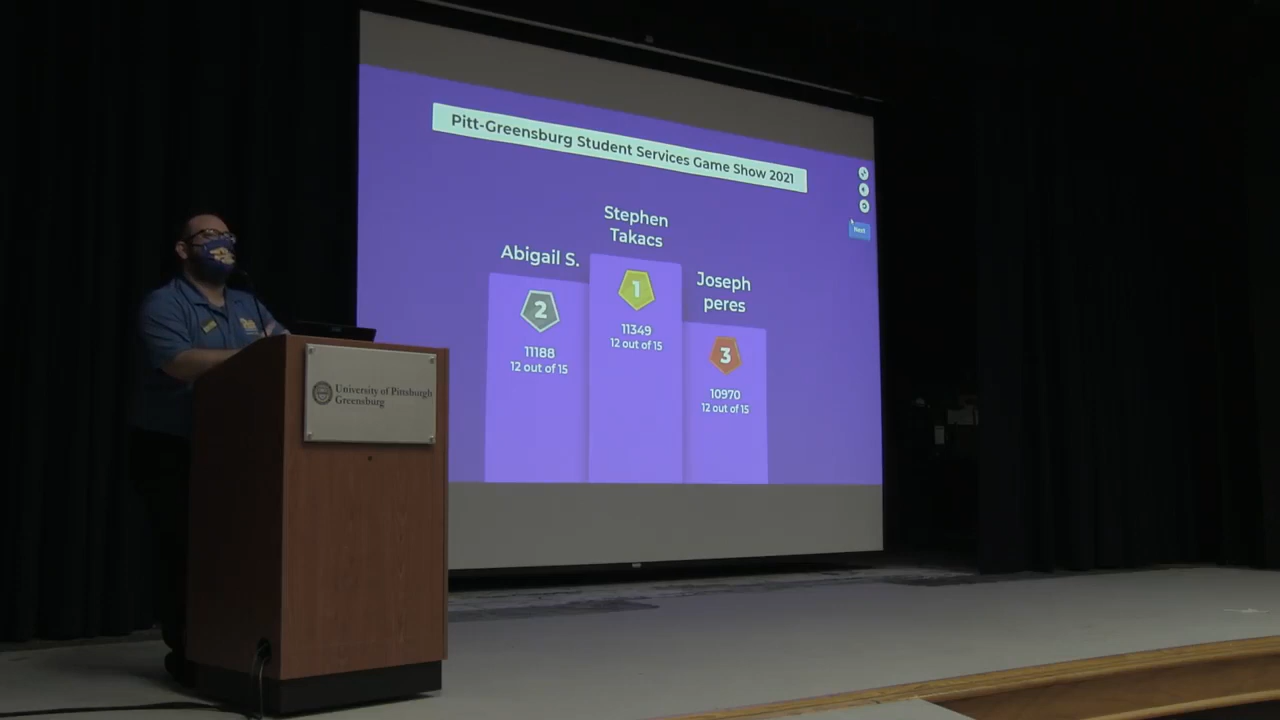 Pitt-Greensburg Student Services Game Show 2021
Next
Stephen
Takacs
Abigail S.
Joseph
peres
1
11349
12 out of 15
2
11188
12 out of 15
3
10970
12 out of 15
University of Pittsburgh
Greensburg